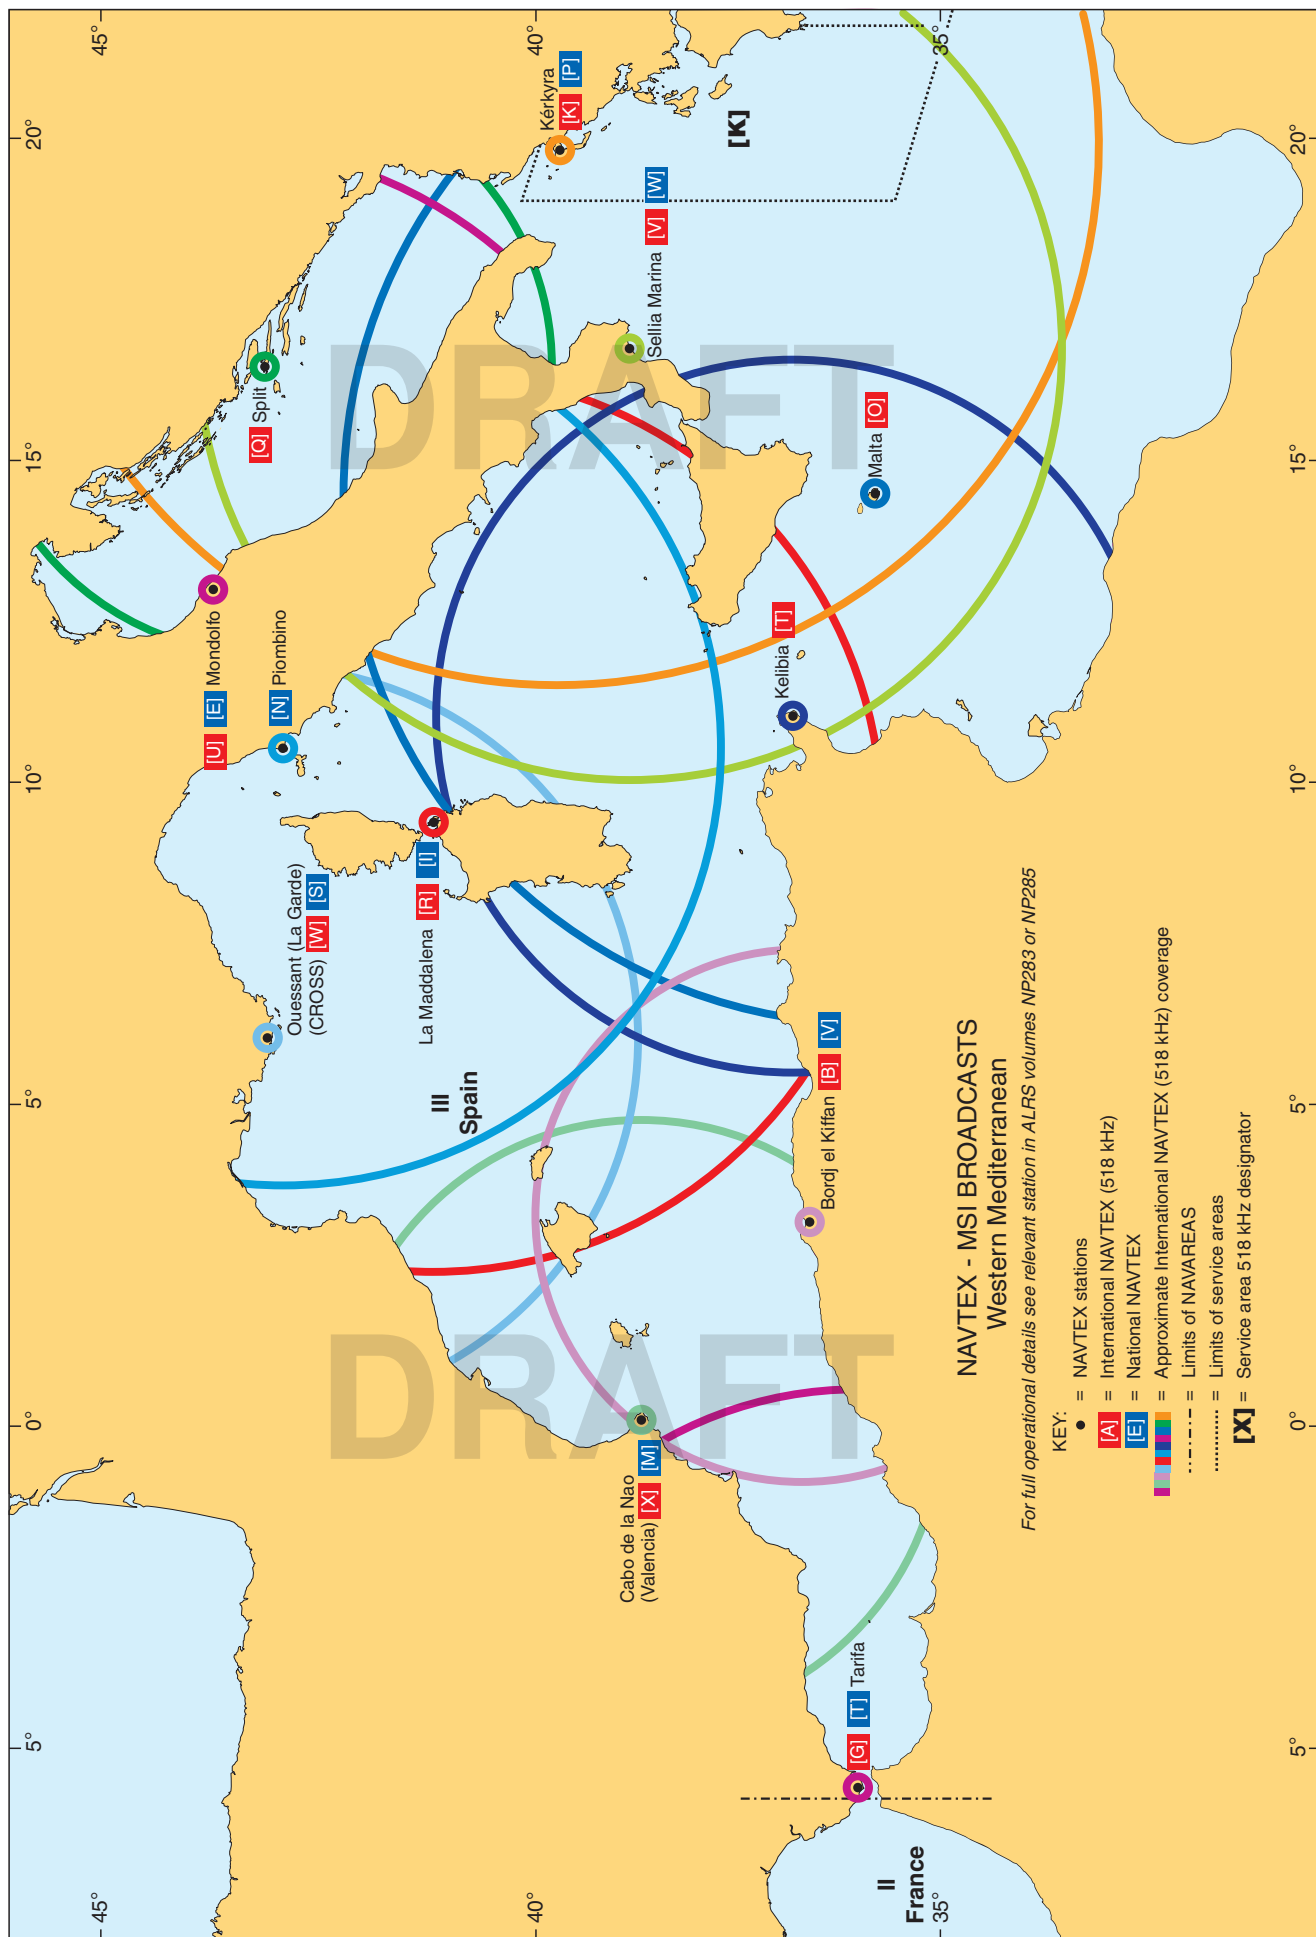 45°
40°
35°
20°
20°
15°
15°
10°
10°
5°
5°
0°
0°
5°
5°
45°
40°
35°
DRAFT
DRAFT
Kérkyra
[K] [P]
[K]
Sellia Marina [V] [W]
[Q] Split
Malta [O]
[U] [E] Mondolfo
[N] Piombino
Kelibia [T]
Ouessant (La Garde)
(CROSS) [W] [S]
La Maddalena [R] [I]
III
Spain
Bordj el Kiffan [B] [V]
Cabo de la Nao
(Valencia) [X] [M]
[G] [T] Tarifa
II
France
NAVTEX - MSI BROADCASTS
Western Mediterranean
For full operational details see relevant station in ALRS volumes NP283 or NP285
KEY:
= NAVTEX stations
[A] = International NAVTEX (518 kHz)
[E] = National NAVTEX
= Approximate International NAVTEX (518 kHz) coverage
= Limits of NAVAREAS
= Limits of service areas
[X] = Service area 518 kHz designator